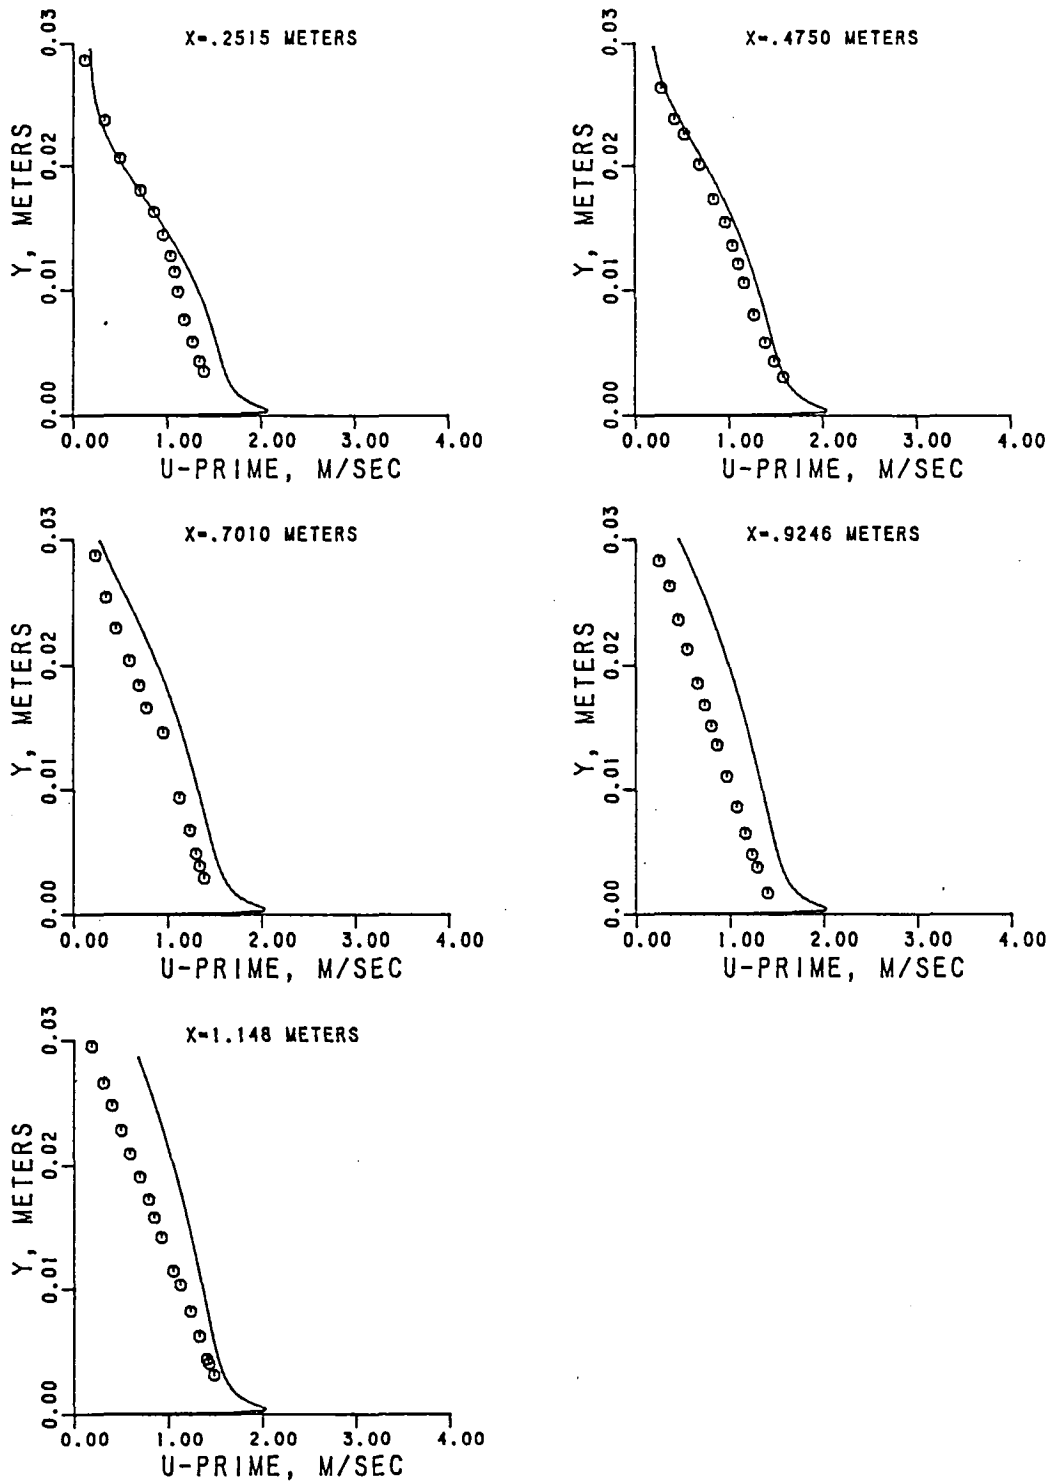 X=.2515 METERS
0.03
0.02
0.01
0.00
Y, METERS
0.00 1.00 2.00 3.00 4.00
U-PRIME, M/SEC
X=.4750 METERS
0.03
0.02
0.01
0.00
Y, METERS
0.00 1.00 2.00 3.00 4.00
U-PRIME, M/SEC
X=.7010 METERS
0.03
0.02
0.01
0.00
Y, METERS
0.00 1.00 2.00 3.00 4.00
U-PRIME, M/SEC
X=.9246 METERS
0.03
0.02
0.01
0.00
Y, METERS
0.00 1.00 2.00 3.00 4.00
U-PRIME, M/SEC
X=1.148 METERS
0.03
0.02
0.01
0.00
Y, METERS
0.00 1.00 2.00 3.00 4.00
U-PRIME, M/SEC